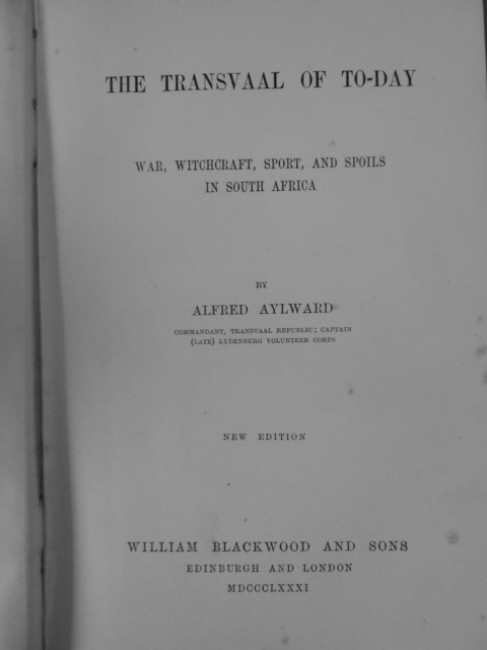 THE TRANSVAAL OF TO-DAY
WAR, WITCHCRAFT, SPORT, AND SPOILS
IN SOUTH AFRICA
BY
ALFRED AYLWARD
COMMANDANT, TRANSVAAL REPUBLIC; CAPTAIN
(LATE) LYDENBERG VOLUNTEER CORPS
NEW EDITION
WILLIAM BLACKWOOD AND SONS
EDINBURGH AND LONDON
MDCCCLXXXI